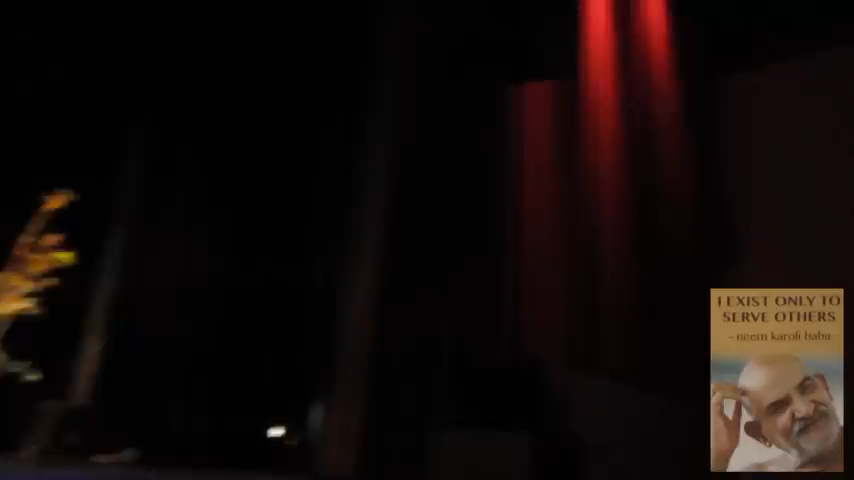 I EXIST ONLY TO
SERVE OTHERS
-neem karoli baba-